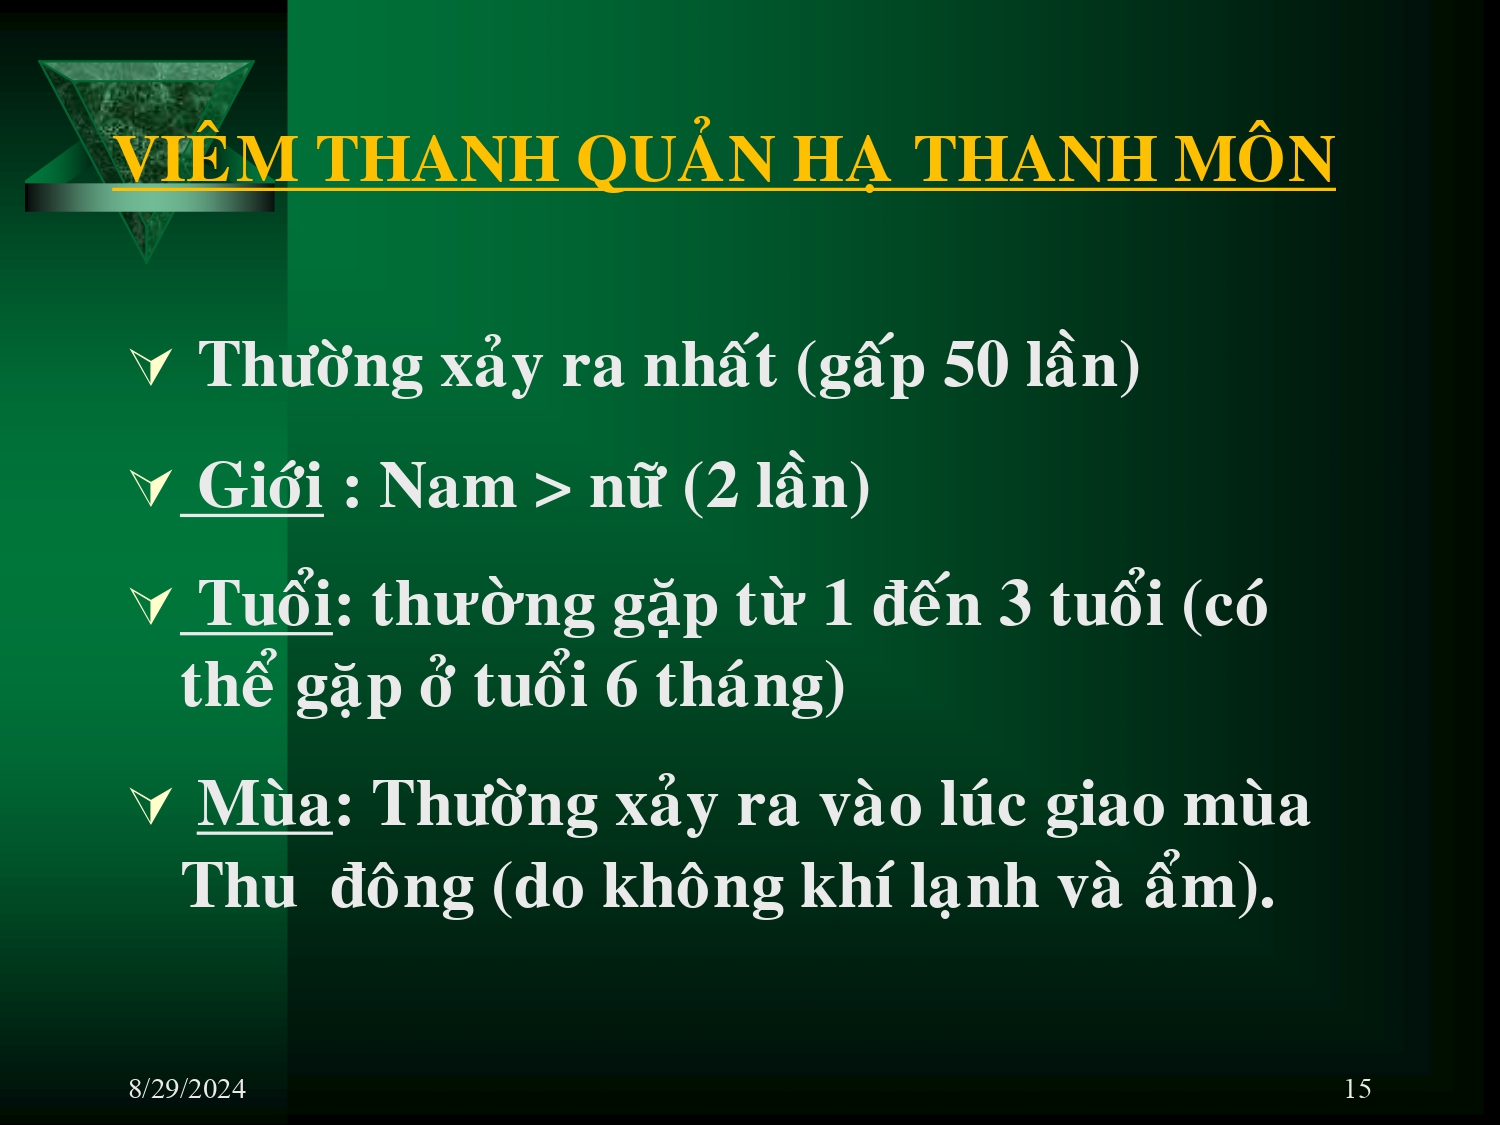 VIÊM THANH QUẢN HẠ THANH MÔN
Thường xảy ra nhất (gấp 50 lần)
Giới : Nam > nữ (2 lần)
Tuổi: thường gặp từ 1 đến 3 tuổi (có
thể gặp ở tuổi 6 tháng)
Mùa: Thường xảy ra vào lúc giao mùa
Thu  đông (do không khí lạnh và ẩm).
8/29/2024
15